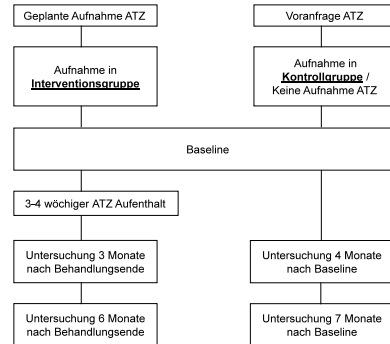 Geplante Aufnahme ATZ
Voranfrage ATZ
Aufnahme in
Interventionsgruppe
Aufnahme in
Kontrollgruppe /
Keine Aufnahme ATZ
Baseline
3-4 wöchiger ATZ Aufenthalt
Untersuchung 3 Monate
nach Behandlungsende
Untersuchung 4 Monate
nach Baseline
Untersuchung 6 Monate
nach Behandlungsende
Untersuchung 7 Monate
nach Baseline